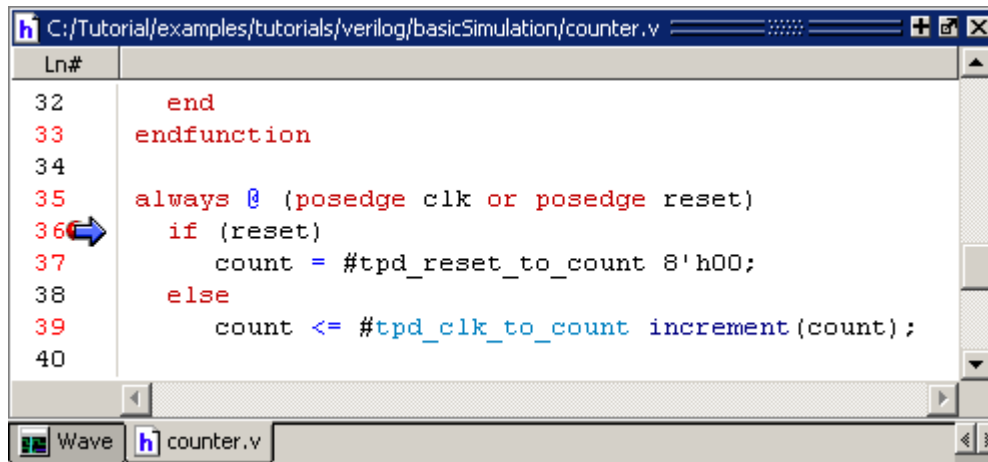 h C:/Tutorial/examples/tutorials/verilog/basicSimulation/counter.v
Ln#
32 end
33 endfunction
34
35 always @ (posedge clk or posedge reset)
36 if (reset)
37 count = #tpd_reset_to_count 8'h00;
38 else
39 count <= #tpd_clk_to_count increment(count);
40
Wave h counter.v